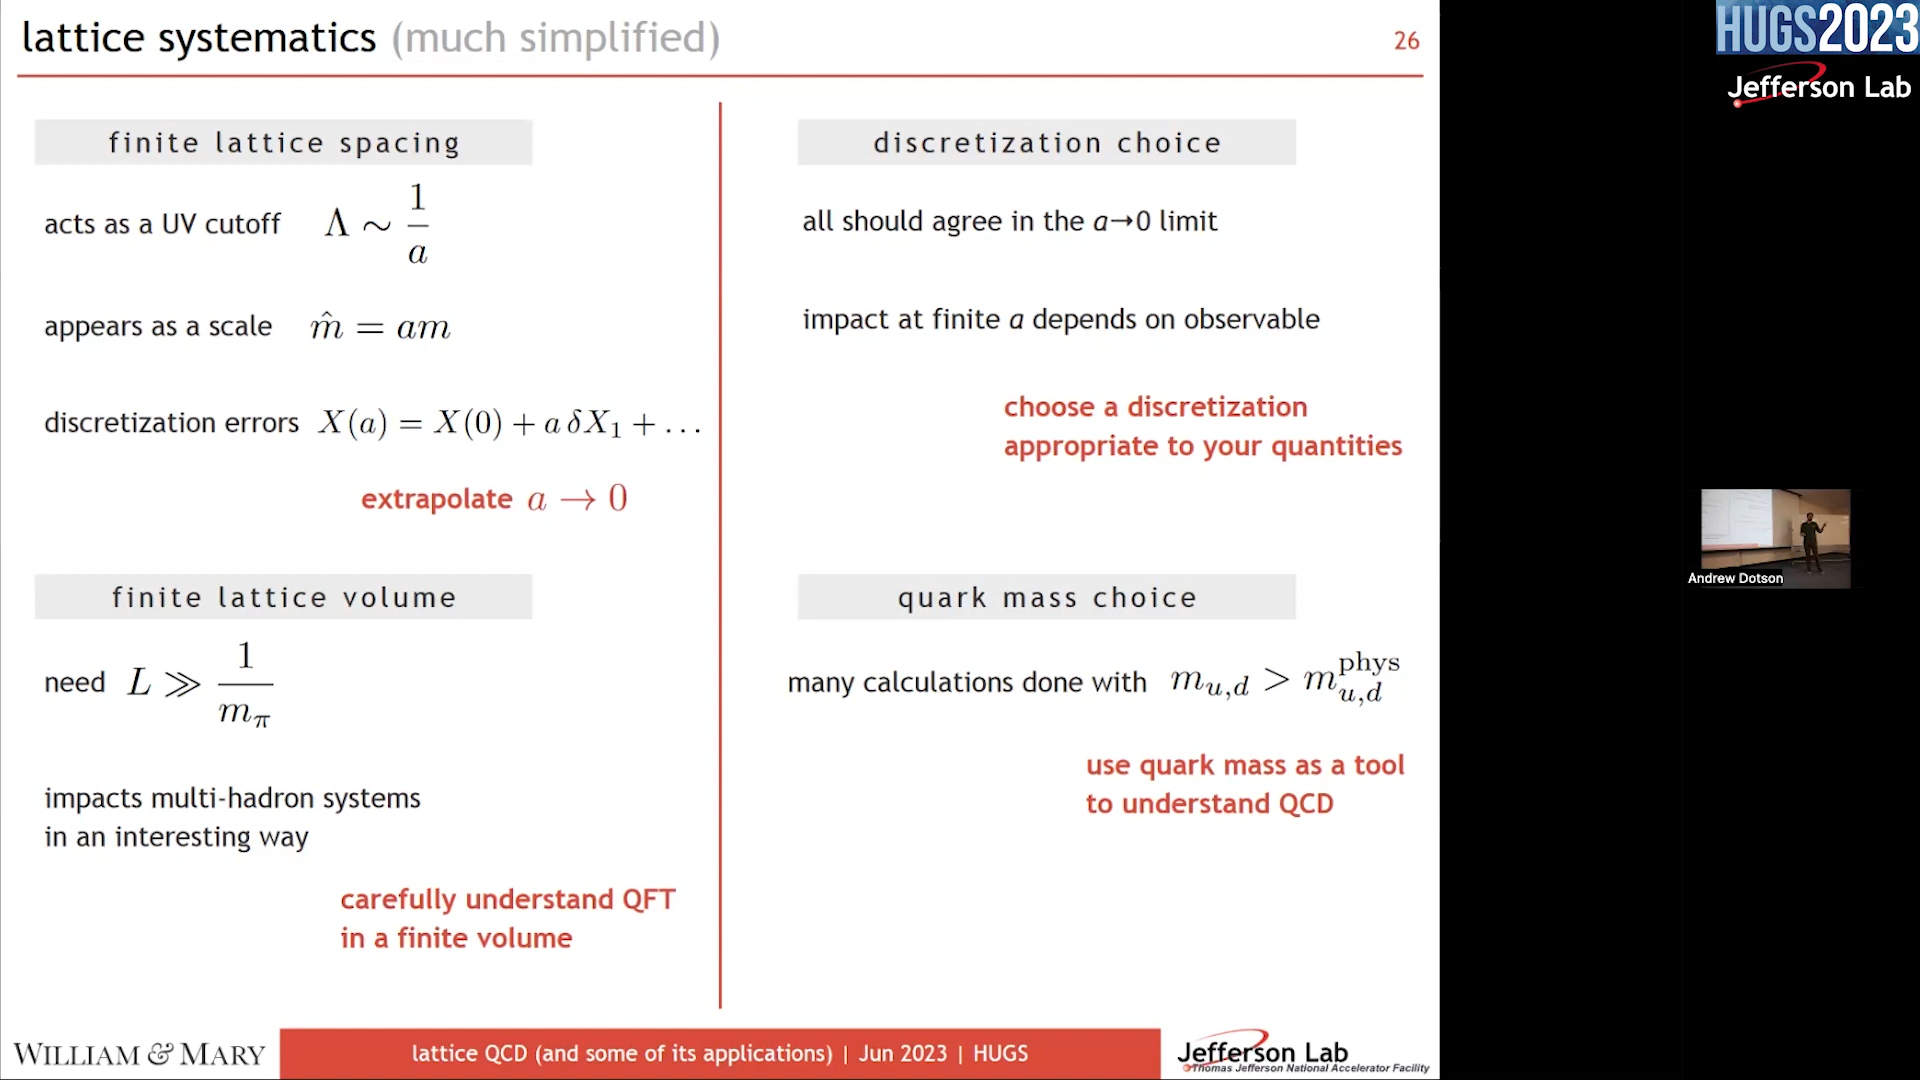 lattice systematics (much simplified)
26
finite lattice spacing
acts as a UV cutoff Λ ∼ 1/a
appears as a scale m̂ = am
discretization errors X(a) = X(0) + a δX₁ + ...
extrapolate a → 0
finite lattice volume
need L ≫ 1/m_π
impacts multi-hadron systems
in an interesting way
carefully understand QFT
in a finite volume
discretization choice
all should agree in the a→0 limit
impact at finite a depends on observable
choose a discretization
appropriate to your quantities
quark mass choice
many calculations done with m_{u,d} > m_{u,d}^{phys}
use quark mass as a tool
to understand QCD
WILLIAM & MARY
lattice QCD (and some of its applications) | Jun 2023 | HUGS
Jefferson Lab
Thomas Jefferson National Accelerator Facility
HUGS2023
Jefferson Lab
Andrew Dotson